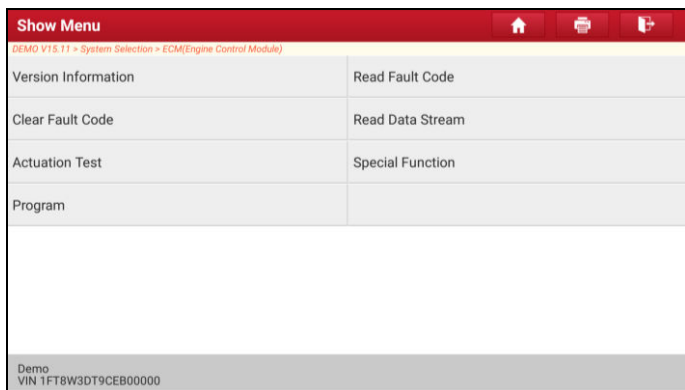 Show Menu
DEMO V15.11 > System Selection > ECM(Engine Control Module)
Version Information
Read Fault Code
Clear Fault Code
Read Data Stream
Actuation Test
Special Function
Program
Demo
VIN 1FT8W3DT9CEB00000